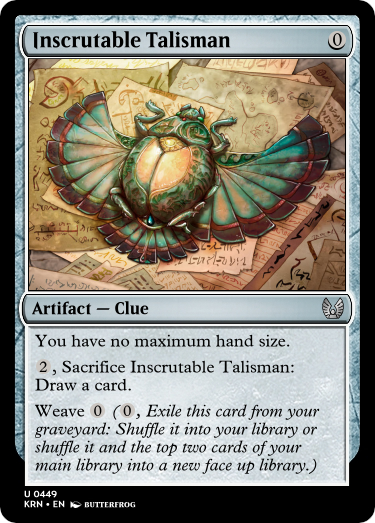 Inscrutable Talisman 0
Artifact — Clue
You have no maximum hand size.
2, Sacrifice Inscrutable Talisman:
Draw a card.
Weave 0 (0, Exile this card from your
graveyard: Shuffle it into your library or
shuffle it and the top two cards of your
main library into a new face up library.)
U 0449
KRN • EN BUTTERFROG